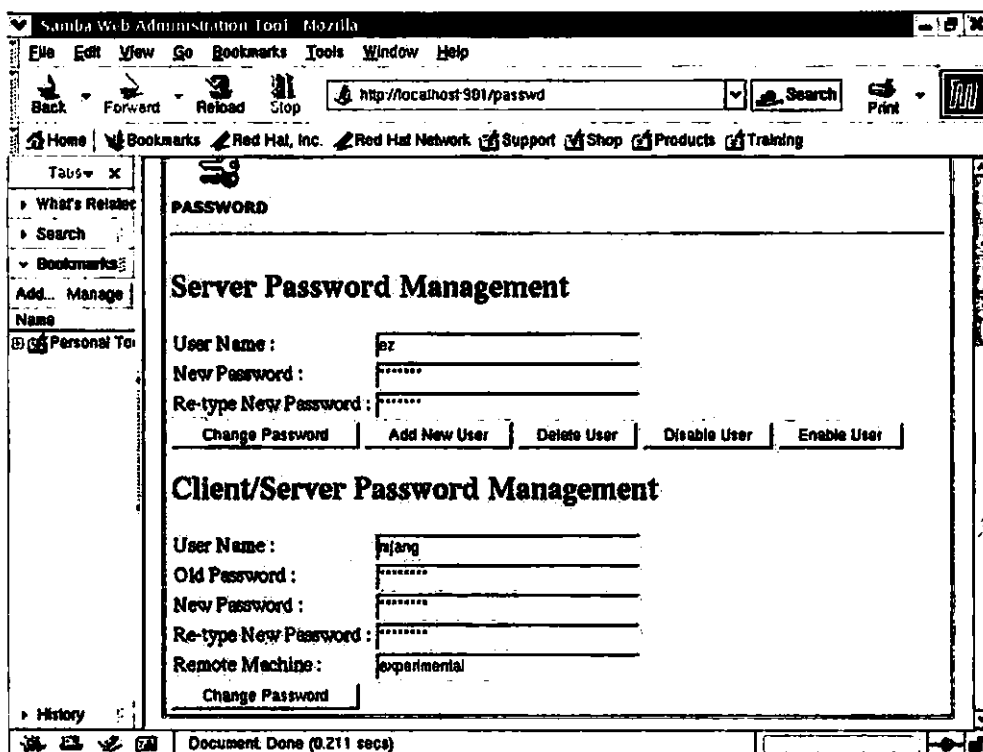 Samba Web Administration Tool - Mozilla
File Edit View Go Bookmarks Tools Window Help
Back Forward Reload Stop http://localhost:901/passwd Search Print
Home Bookmarks Red Hat, Inc. Red Hat Network Support Shop Products Training
Tabs
What's Related
Search
Bookmarks
Add... Manage
Name
Personal Too
PASSWORD
Server Password Management
User Name : ez
New Password : *******
Re-type New Password : *******
Change Password Add New User Delete User Disable User Enable User
Client/Server Password Management
User Name :
Old Password : ********
New Password : ********
Re-type New Password : ********
Remote Machine : experimental
Change Password
History
Document: Done (0.211 secs)